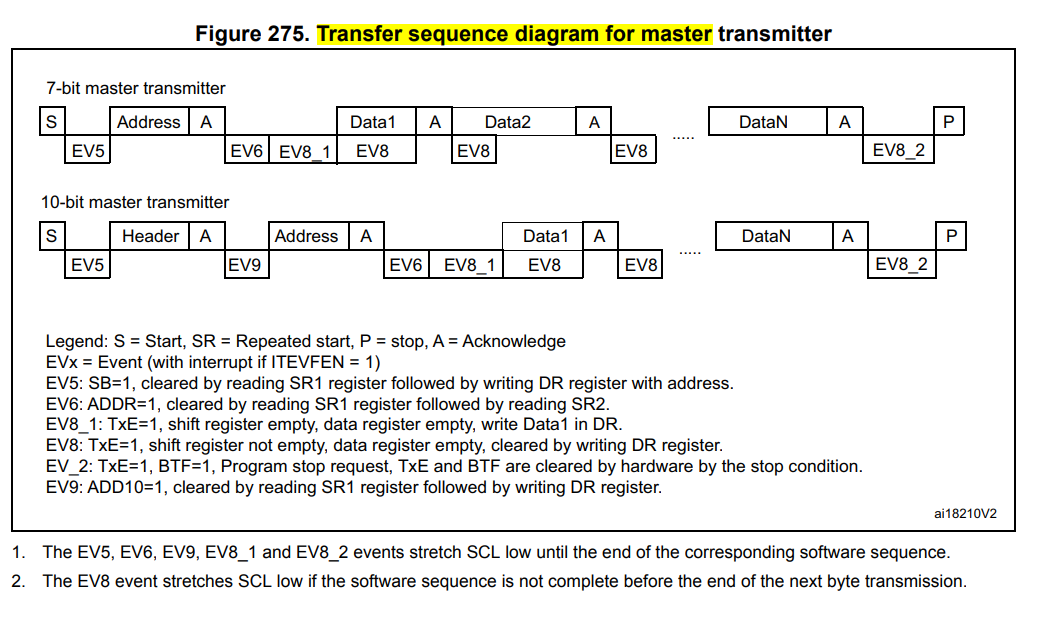 Figure 275. Transfer sequence diagram for master transmitter
7-bit master transmitter
S Address A Data1 A Data2 A ..... DataN A P
EV5 EV6 EV8_1 EV8 EV8 EV8 EV8_2
10-bit master transmitter
S Header A Address A Data1 A ..... DataN A P
EV5 EV9 EV6 EV8_1 EV8 EV8 EV8_2
Legend: S = Start, SR = Repeated start, P = stop, A = Acknowledge
EVx = Event (with interrupt if ITEVFEN = 1)
EV5: SB=1, cleared by reading SR1 register followed by writing DR register with address.
EV6: ADDR=1, cleared by reading SR1 register followed by reading SR2.
EV8_1: TxE=1, shift register empty, data register empty, write Data1 in DR.
EV8: TxE=1, shift register not empty, data register empty, cleared by writing DR register.
EV_2: TxE=1, BTF=1, Program stop request, TxE and BTF are cleared by hardware by the stop condition.
EV9: ADD10=1, cleared by reading SR1 register followed by writing DR register.
ai18210V2
1. The EV5, EV6, EV9, EV8_1 and EV8_2 events stretch SCL low until the end of the corresponding software sequence.
2. The EV8 event stretches SCL low if the software sequence is not complete before the end of the next byte transmission.